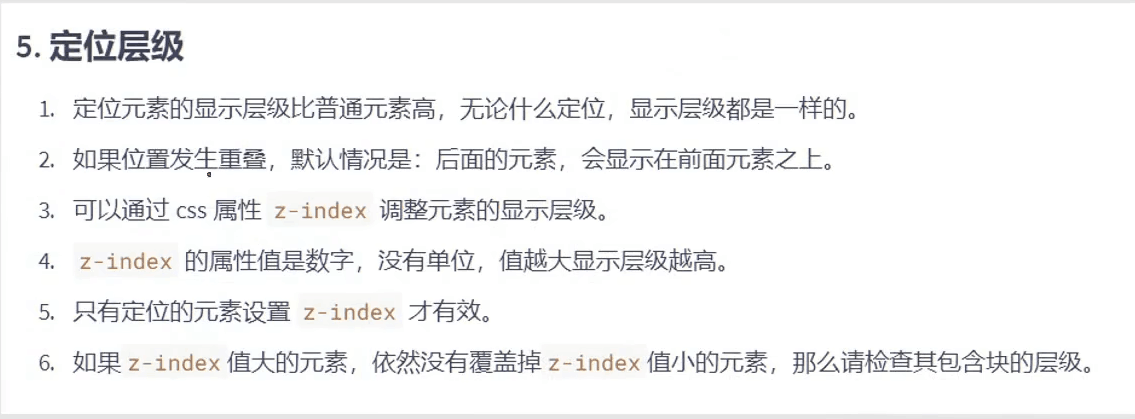 5. 定位层级
1. 定位元素的显示层级比普通元素高，无论什么定位，显示层级都是一样的。
2. 如果位置发生重叠，默认情况是：后面的元素，会显示在前面元素之上。
3. 可以通过 css 属性 z-index 调整元素的显示层级。
4. z-index 的属性值是数字，没有单位，值越大显示层级越高。
5. 只有定位的元素设置 z-index 才有效。
6. 如果 z-index 值大的元素，依然没有覆盖掉 z-index 值小的元素，那么请检查其包含块的层级。